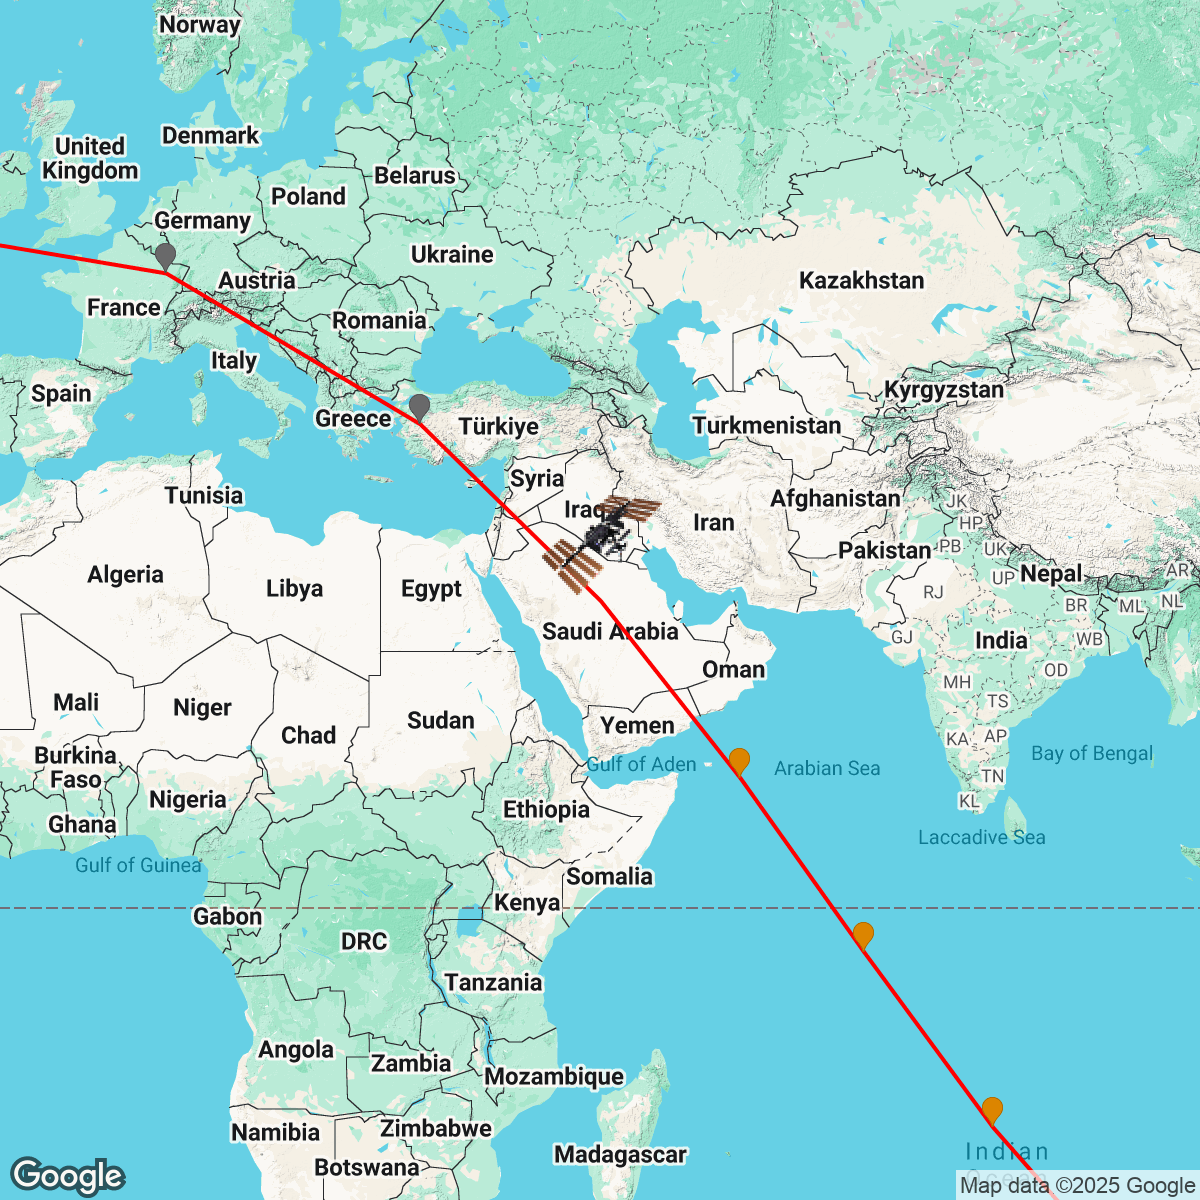 Norway
United
Kingdom
Denmark
Belarus
Poland
Germany
Ukraine
Austria
Kazakhstan
France
Romania
Italy
Spain
Kyrgyzstan
Greece
Türkiye
Turkmenistan
Syria
Tunisia
Iraq
Iran
Afghanistan
JK
HP
Pakistan
PB
UK
Algeria
Libya
Egypt
UP
Nepal
AR
RJ
BR
ML
NL
Saudi Arabia
GJ
India
WB
Oman
OD
MH
Mali
Niger
TS
Sudan
Yemen
Chad
KA
AP
Burkina
Faso
Gulf of Aden
Arabian Sea
Bay of Bengal
TN
Nigeria
Ethiopia
KL
Ghana
Laccadive Sea
Gulf of Guinea
Somalia
Kenya
Gabon
DRC
Tanzania
Angola
Zambia
Mozambique
Namibia
Zimbabwe
Madagascar
Indian
Botswana
Google
Map data ©2025 Google